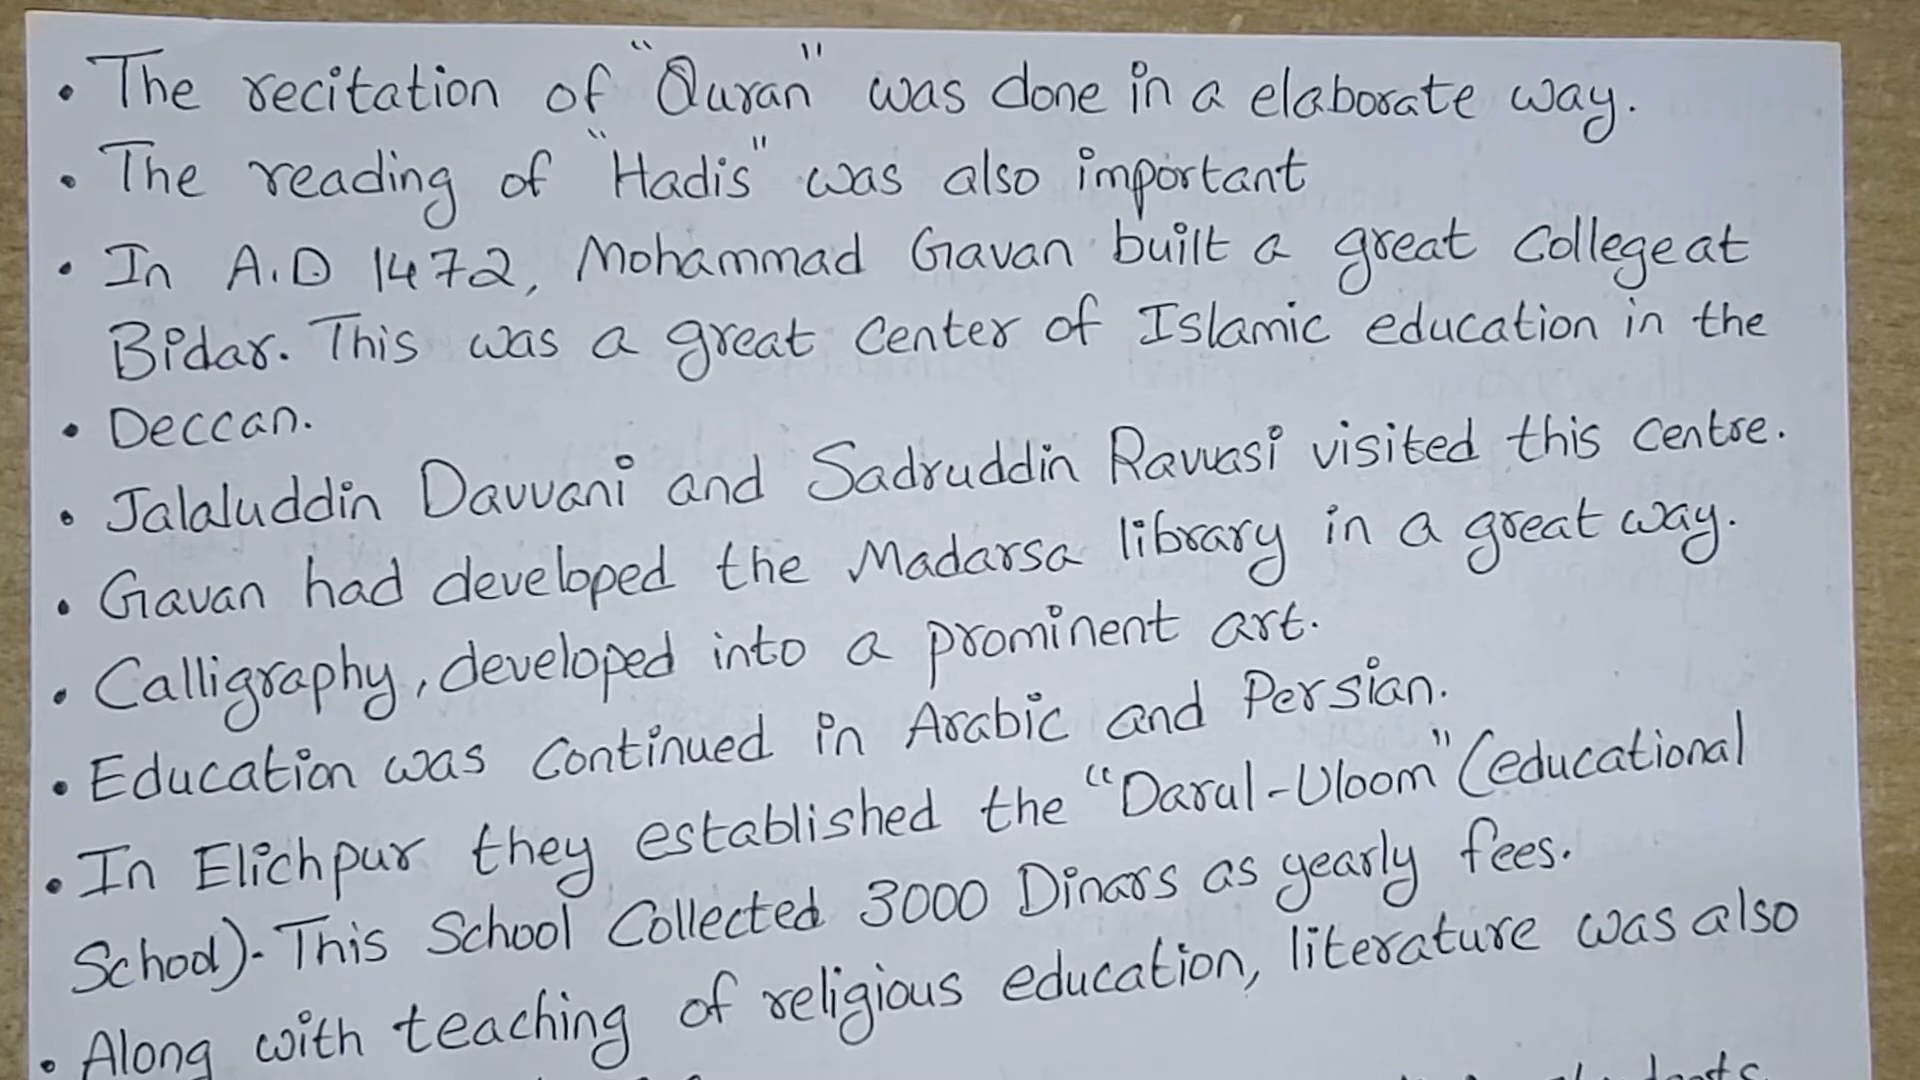 • The recitation of "Quran" was done in a elaborate way.
• The reading of "Hadis" was also important
• In A.D 1472, Mohammad Gavan built a great College at
Bidar. This was a great center of Islamic education in the
• Deccan.
• Jalaluddin Davvani and Sadruddin Ravvasi visited this centre.
• Gavan had developed the Madarsa library in a great way.
• Calligraphy, developed into a prominent art.
• Education was continued in Arabic and Persian.
• In Elichpur they established the "Darul-Uloom" (educational
School). This School Collected 3000 Dinars as yearly fees.
• Along with teaching of religious education, literature was also